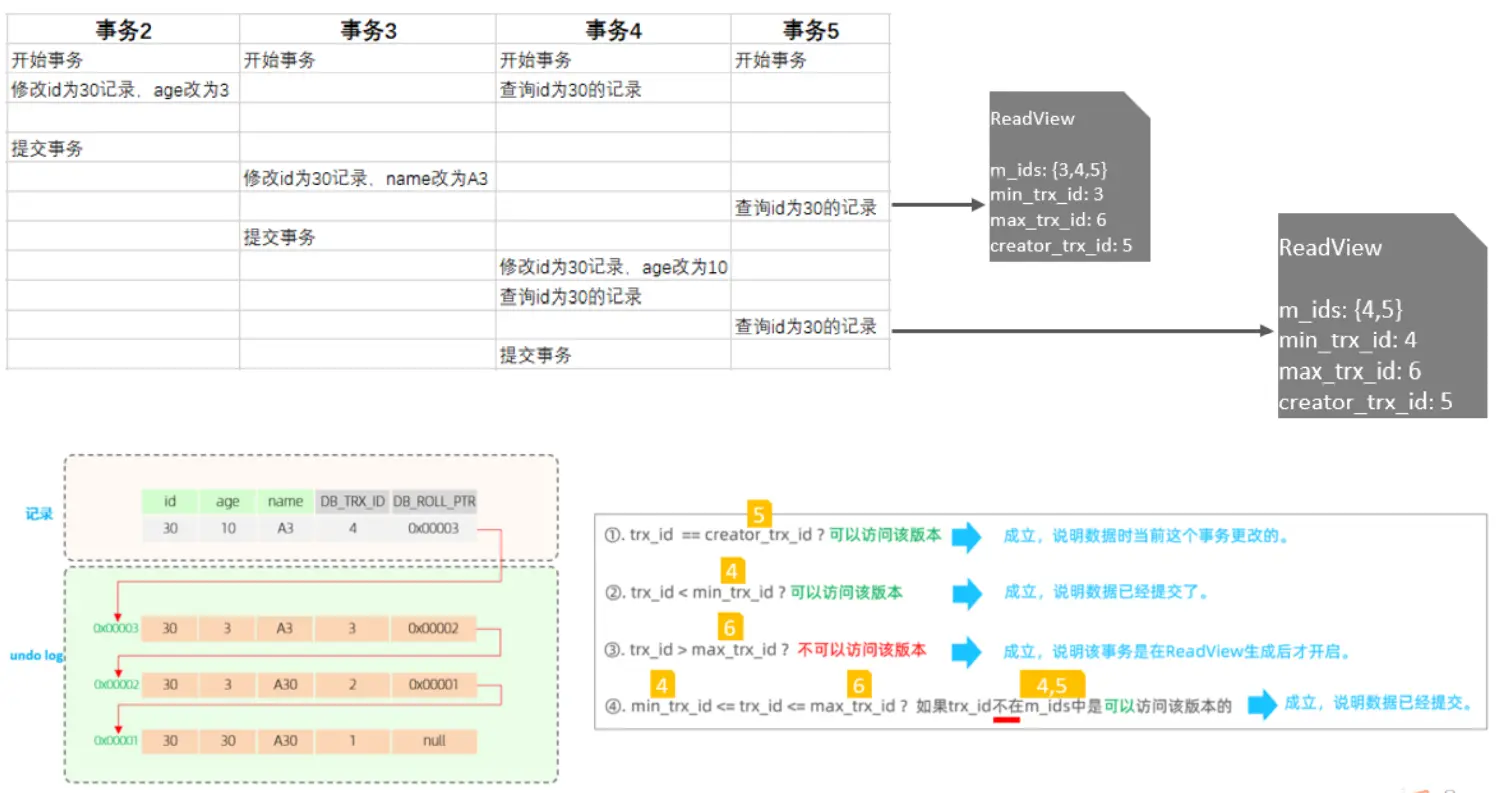 事务2 事务3 事务4 事务5
开始事务 开始事务 开始事务 开始事务
修改id为30记录，age改为3 查询id为30的记录
提交事务
修改id为30记录，name改为A3
查询id为30的记录
提交事务
修改id为30记录，age改为10
查询id为30的记录
查询id为30的记录
提交事务
ReadView
m_ids: {3,4,5}
min_trx_id: 3
max_trx_id: 6
creator_trx_id: 5
ReadView
m_ids: {4,5}
min_trx_id: 4
max_trx_id: 6
creator_trx_id: 5
记录
id age name DB_TRX_ID DB_ROLL_PTR
30 10 A3 4 0x00003
undo log
0x00003 30 3 A3 3 0x00002
0x00002 30 3 A30 2 0x00001
0x00001 30 30 A30 1 null
5
①. trx_id == creator_trx_id ? 可以访问该版本 成立，说明数据时当前这个事务更改的。
4
②. trx_id < min_trx_id ? 可以访问该版本 成立，说明数据已经提交了。
6
③. trx_id > max_trx_id ? 不可以访问该版本 成立，说明该事务是在ReadView生成后才开启。
4 6 4,5
④. min_trx_id <= trx_id <= max_trx_id ? 如果trx_id不在m_ids中是可以访问该版本的 成立，说明数据已经提交。